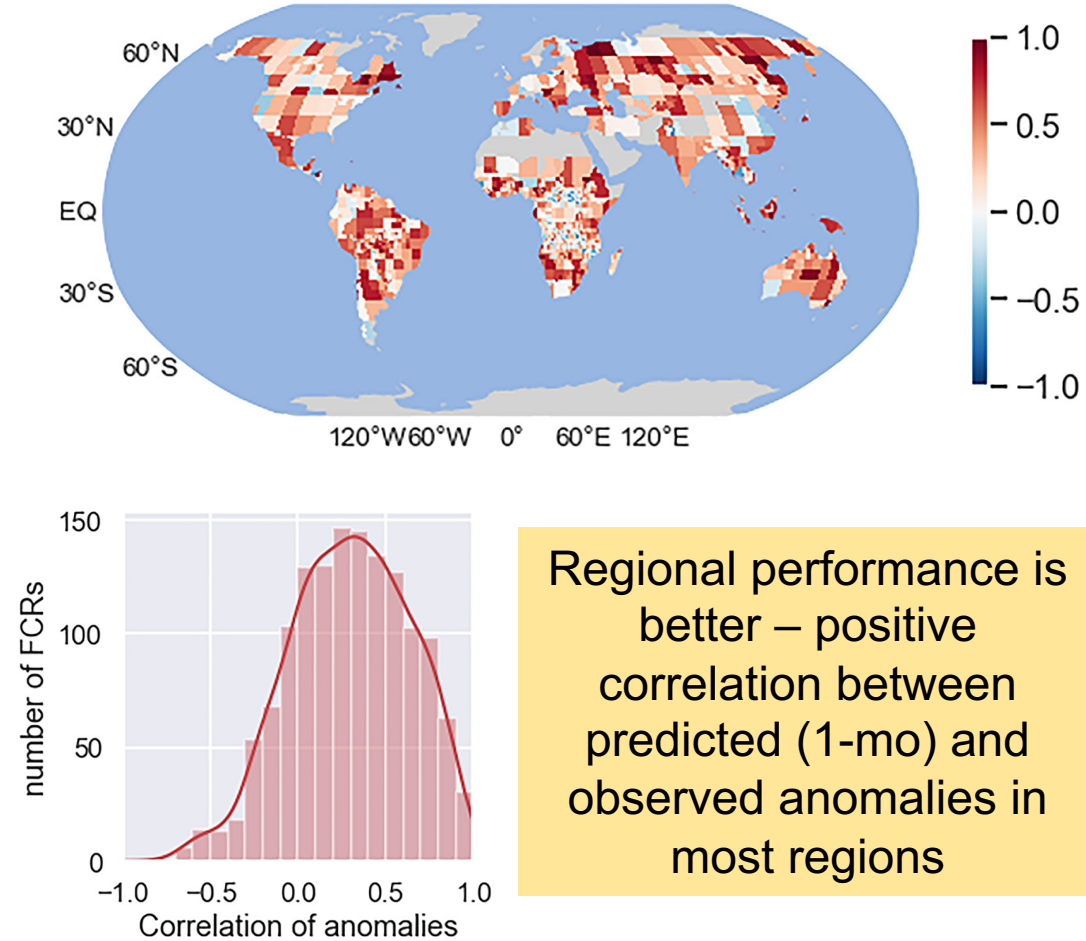 60°N
30°N
EQ
30°S
60°S
120°W60°W 0° 60°E 120°E
1.0
0.5
0.0
−0.5
−1.0
150
100
50
0
number of FCRs
−1.0 −0.5 0.0 0.5 1.0
Correlation of anomalies
Regional performance is
better – positive
correlation between
predicted (1-mo) and
observed anomalies in
most regions